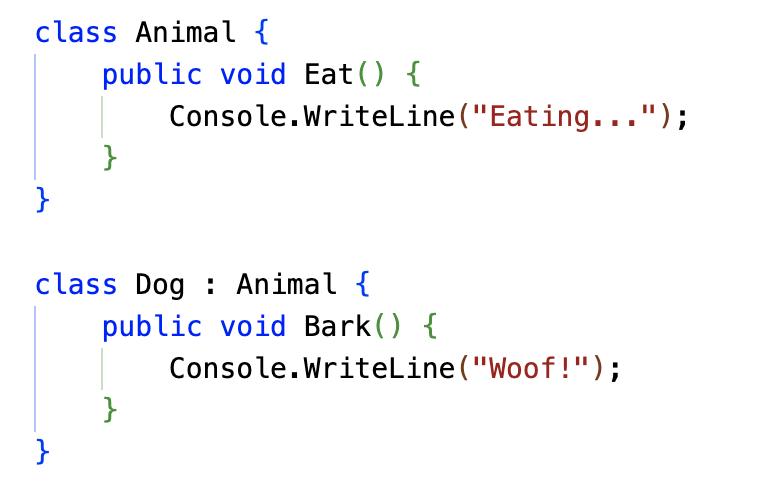 class Animal {
    public void Eat() {
        Console.WriteLine("Eating...");
    }
}

class Dog : Animal {
    public void Bark() {
        Console.WriteLine("Woof!");
    }
}